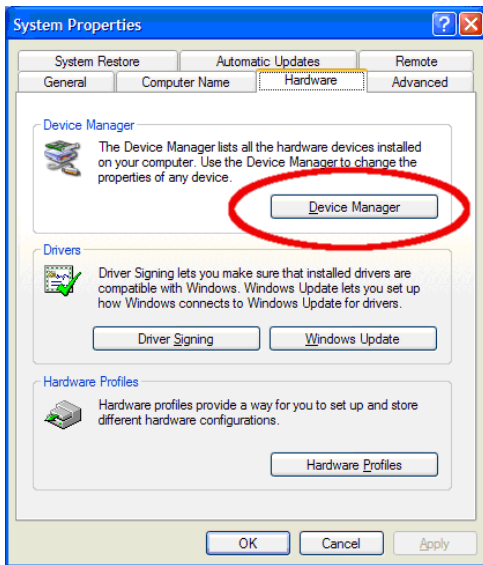 System Properties
System Restore Automatic Updates Remote
General Computer Name Hardware Advanced
Device Manager
The Device Manager lists all the hardware devices installed
on your computer. Use the Device Manager to change the
properties of any device.
Device Manager
Drivers
Driver Signing lets you make sure that installed drivers are
compatible with Windows. Windows Update lets you set up
how Windows connects to Windows Update for drivers.
Driver Signing Windows Update
Hardware Profiles
Hardware profiles provide a way for you to set up and store
different hardware configurations.
Hardware Profiles
OK Cancel Apply